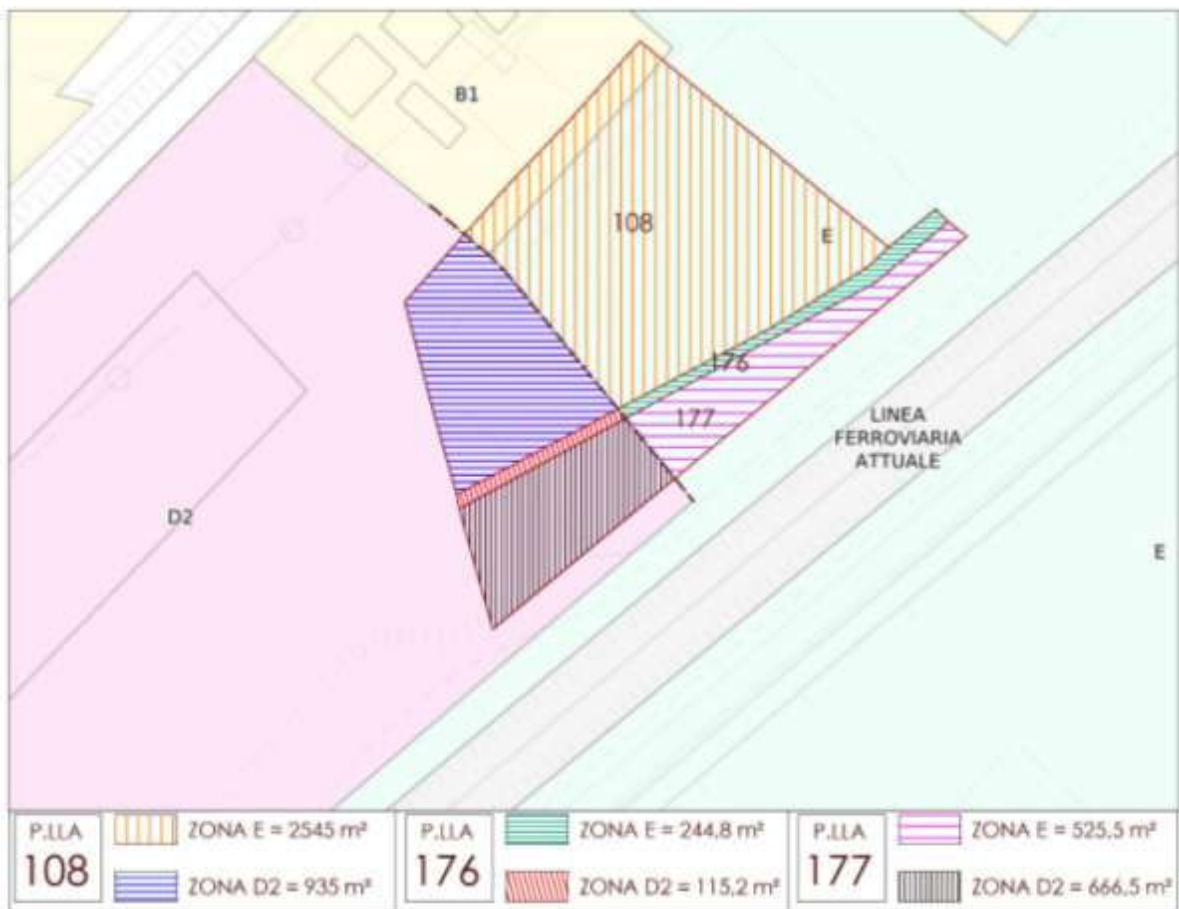 B1
108
E
176
177
LINEA
FERROVIARIA
ATTUALE
D2
E
P.LLA
108
ZONA E = 2545 m²
ZONA D2 = 935 m²
P.LLA
176
ZONA E = 244,8 m²
ZONA D2 = 115,2 m²
P.LLA
177
ZONA E = 525,5 m²
ZONA D2 = 666,5 m²